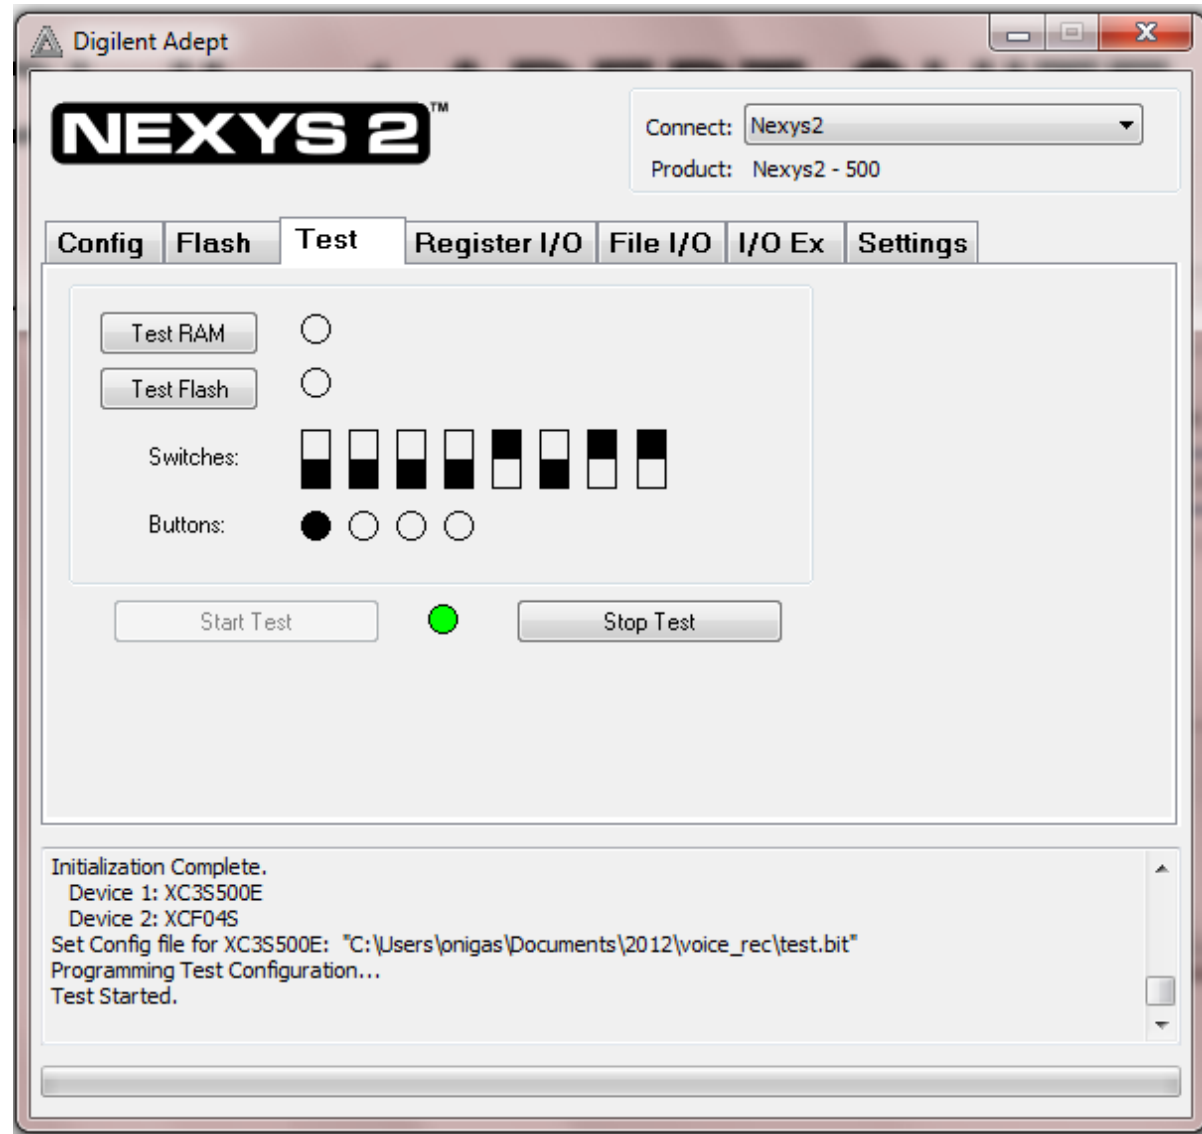 Digilent Adept
NEXYS 2™
Connect: Nexys2
Product: Nexys2 - 500
Config Flash Test Register I/O File I/O I/O Ex Settings
Test RAM
Test Flash
Switches:
Buttons:
Start Test Stop Test
Initialization Complete.
Device 1: XC3S500E
Device 2: XCF04S
Set Config file for XC3S500E: "C:\Users\onigas\Documents\2012\voice_rec\test.bit"
Programming Test Configuration...
Test Started.